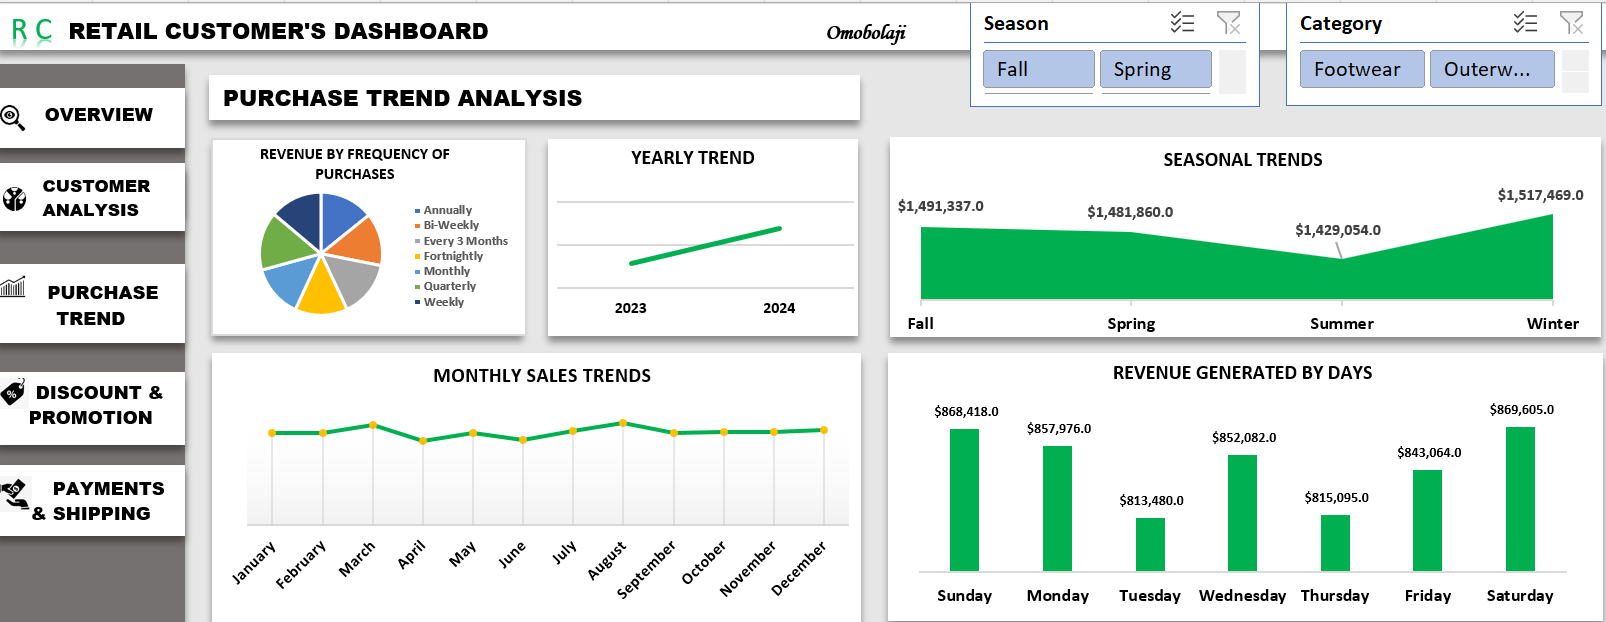 R C RETAIL CUSTOMER'S DASHBOARD
Omobolaji
Season
Fall
Spring
Category
Footwear
Outerw...
OVERVIEW
CUSTOMER
ANALYSIS
PURCHASE
TREND
%
DISCOUNT &
PROMOTION
PAYMENTS
& SHIPPING
PURCHASE TREND ANALYSIS
REVENUE BY FREQUENCY OF
PURCHASES
Annually
Bi-Weekly
Every 3 Months
Fortnightly
Monthly
Quarterly
Weekly
YEARLY TREND
2023 2024
SEASONAL TRENDS
$1,491,337.0 $1,481,860.0 $1,429,054.0 $1,517,469.0
Fall Spring Summer Winter
MONTHLY SALES TRENDS
January February March April May June July August September October November December
REVENUE GENERATED BY DAYS
$868,418.0 $857,976.0 $813,480.0 $852,082.0 $815,095.0 $843,064.0 $869,605.0
Sunday Monday Tuesday Wednesday Thursday Friday Saturday